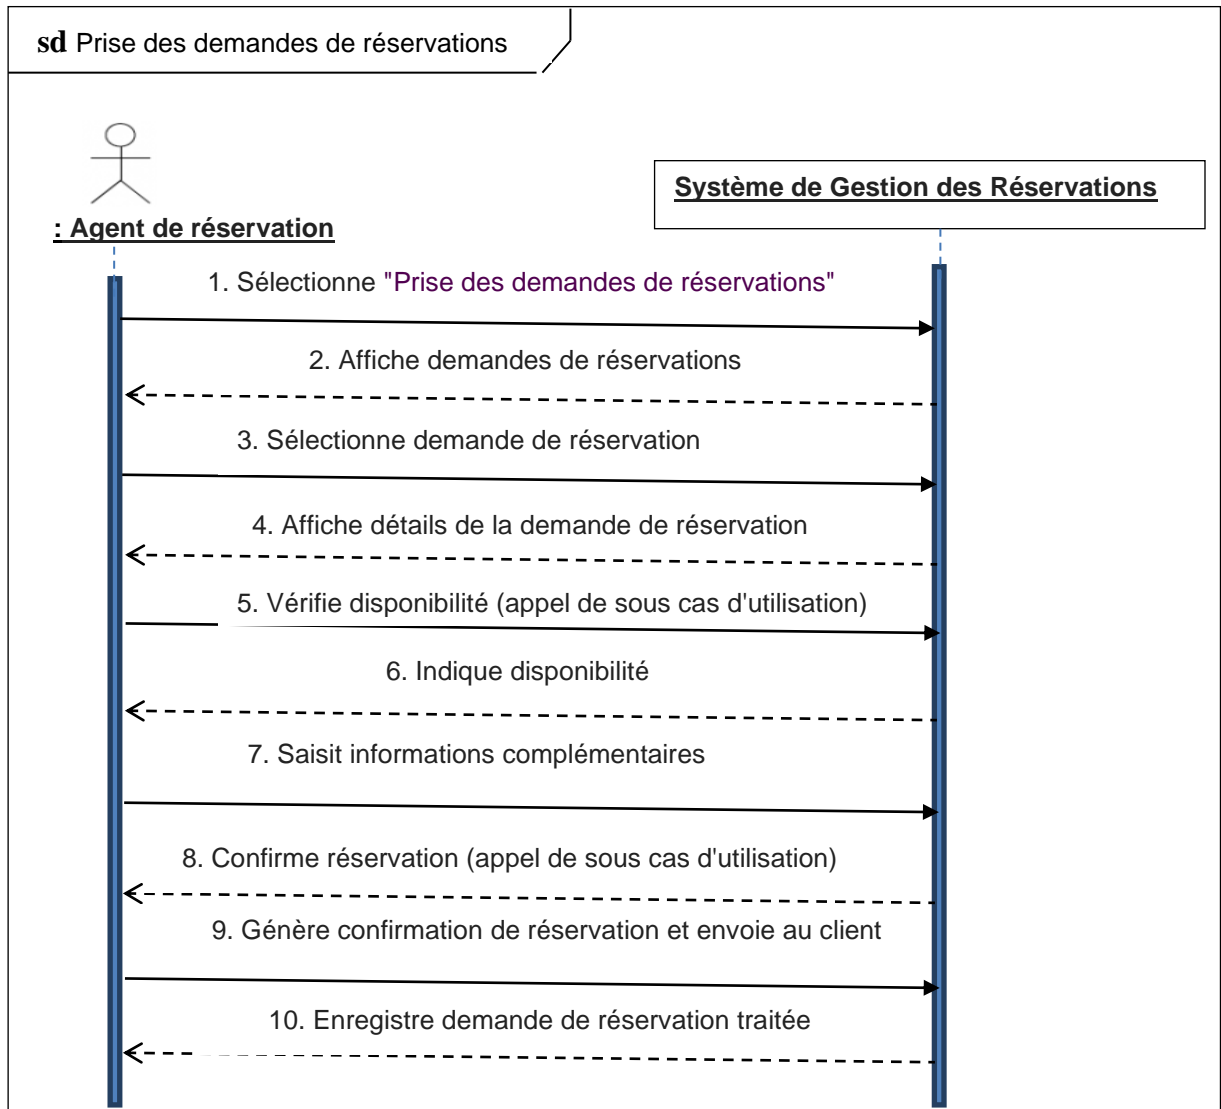 sd Prise des demandes de réservations
Système de Gestion des Réservations
: Agent de réservation
1. Sélectionne "Prise des demandes de réservations"
2. Affiche demandes de réservations
3. Sélectionne demande de réservation
4. Affiche détails de la demande de réservation
5. Vérifie disponibilité (appel de sous cas d'utilisation)
6. Indique disponibilité
7. Saisit informations complémentaires
8. Confirme réservation (appel de sous cas d'utilisation)
9. Génère confirmation de réservation et envoie au client
10. Enregistre demande de réservation traitée